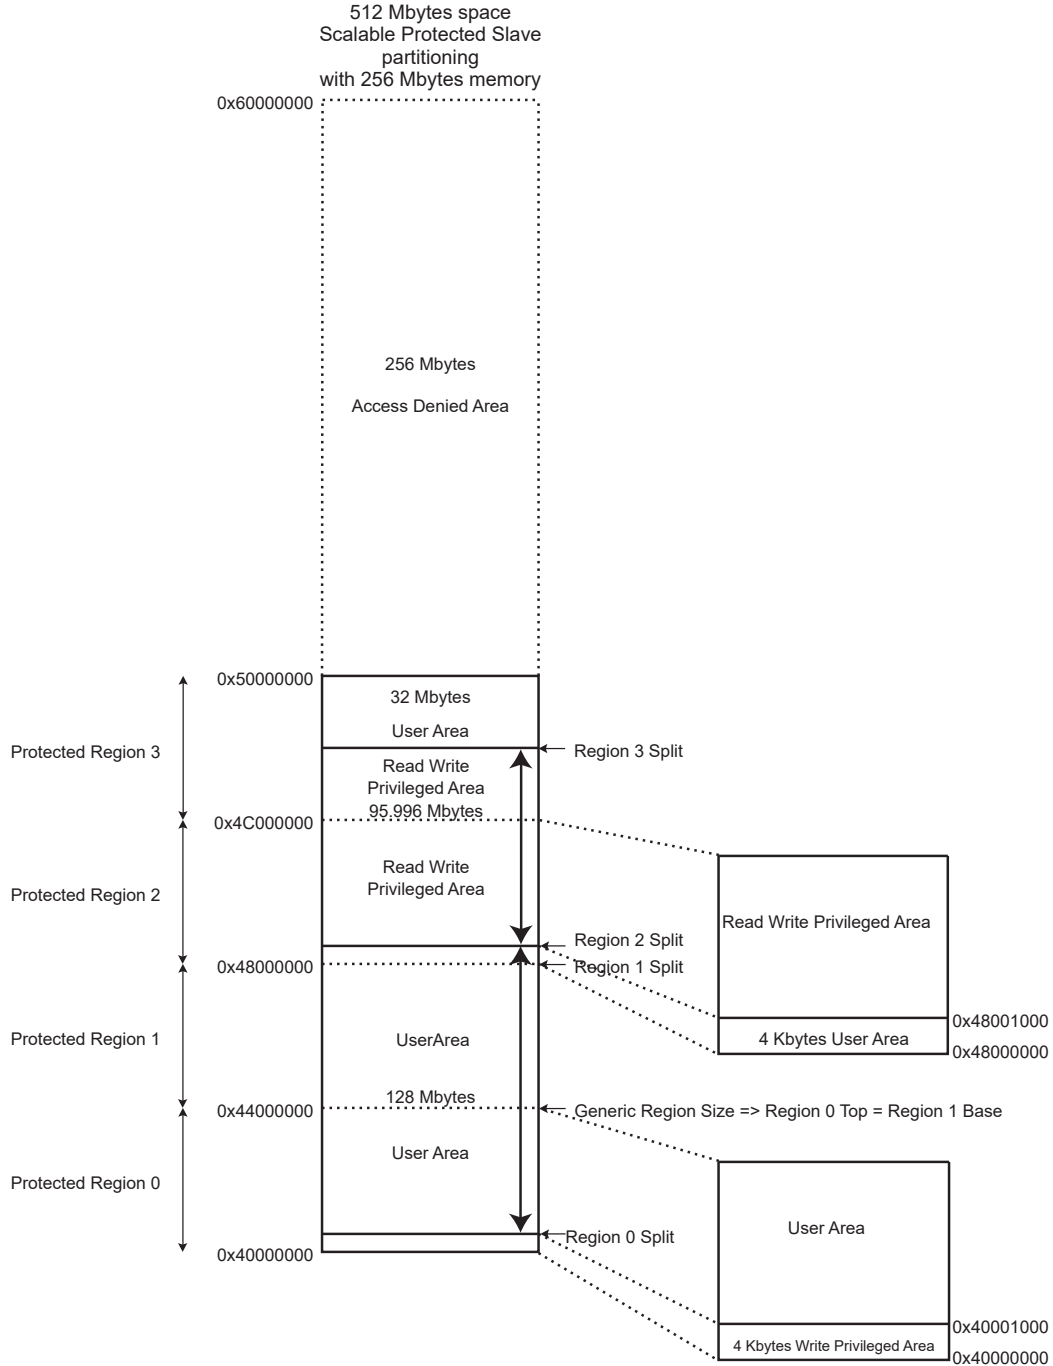 512 Mbytes space
Scalable Protected Slave
partitioning
with 256 Mbytes memory
0x60000000
256 Mbytes
Access Denied Area
0x50000000
32 Mbytes
User Area
Protected Region 3
Region 3 Split
Read Write
Privileged Area
95.996 Mbytes
0x4C000000
Read Write
Privileged Area
Protected Region 2
Read Write Privileged Area
Region 2 Split
0x48000000
Region 1 Split
0x48001000
4 Kbytes User Area
0x48000000
Protected Region 1
UserArea
128 Mbytes
0x44000000
Generic Region Size => Region 0 Top = Region 1 Base
User Area
Protected Region 0
User Area
Region 0 Split
0x40000000
0x40001000
4 Kbytes Write Privileged Area
0x40000000